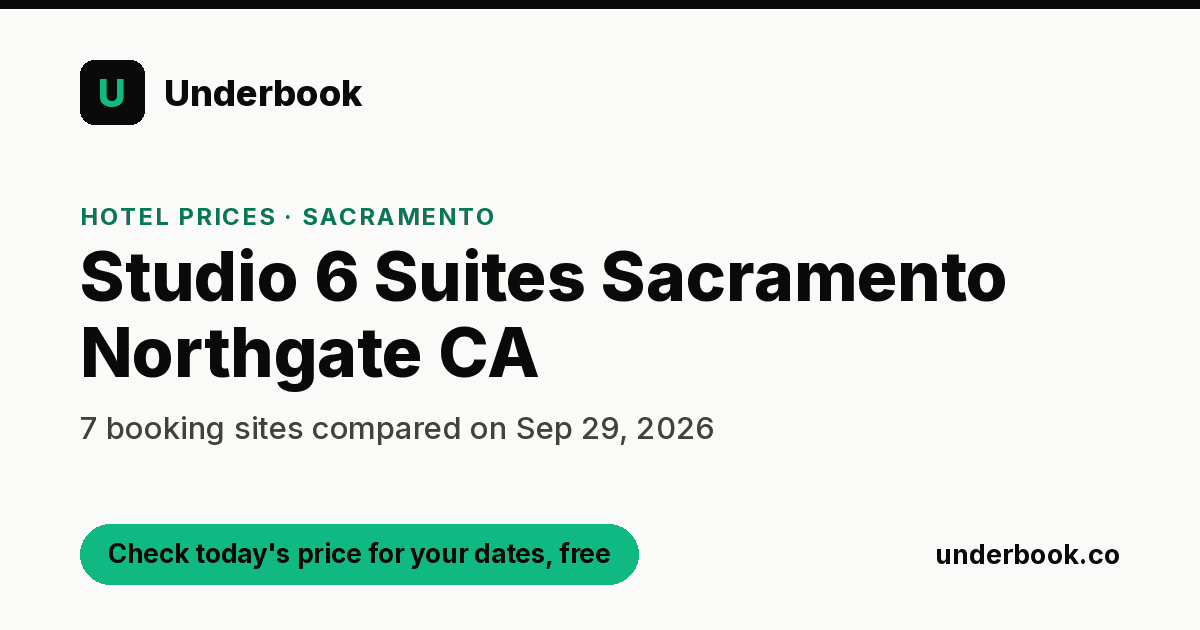 U Underbook
HOTEL PRICES · SACRAMENTO
Studio 6 Suites Sacramento
Northgate CA
7 booking sites compared on Sep 29, 2026
Check today's price for your dates, free
underbook.co